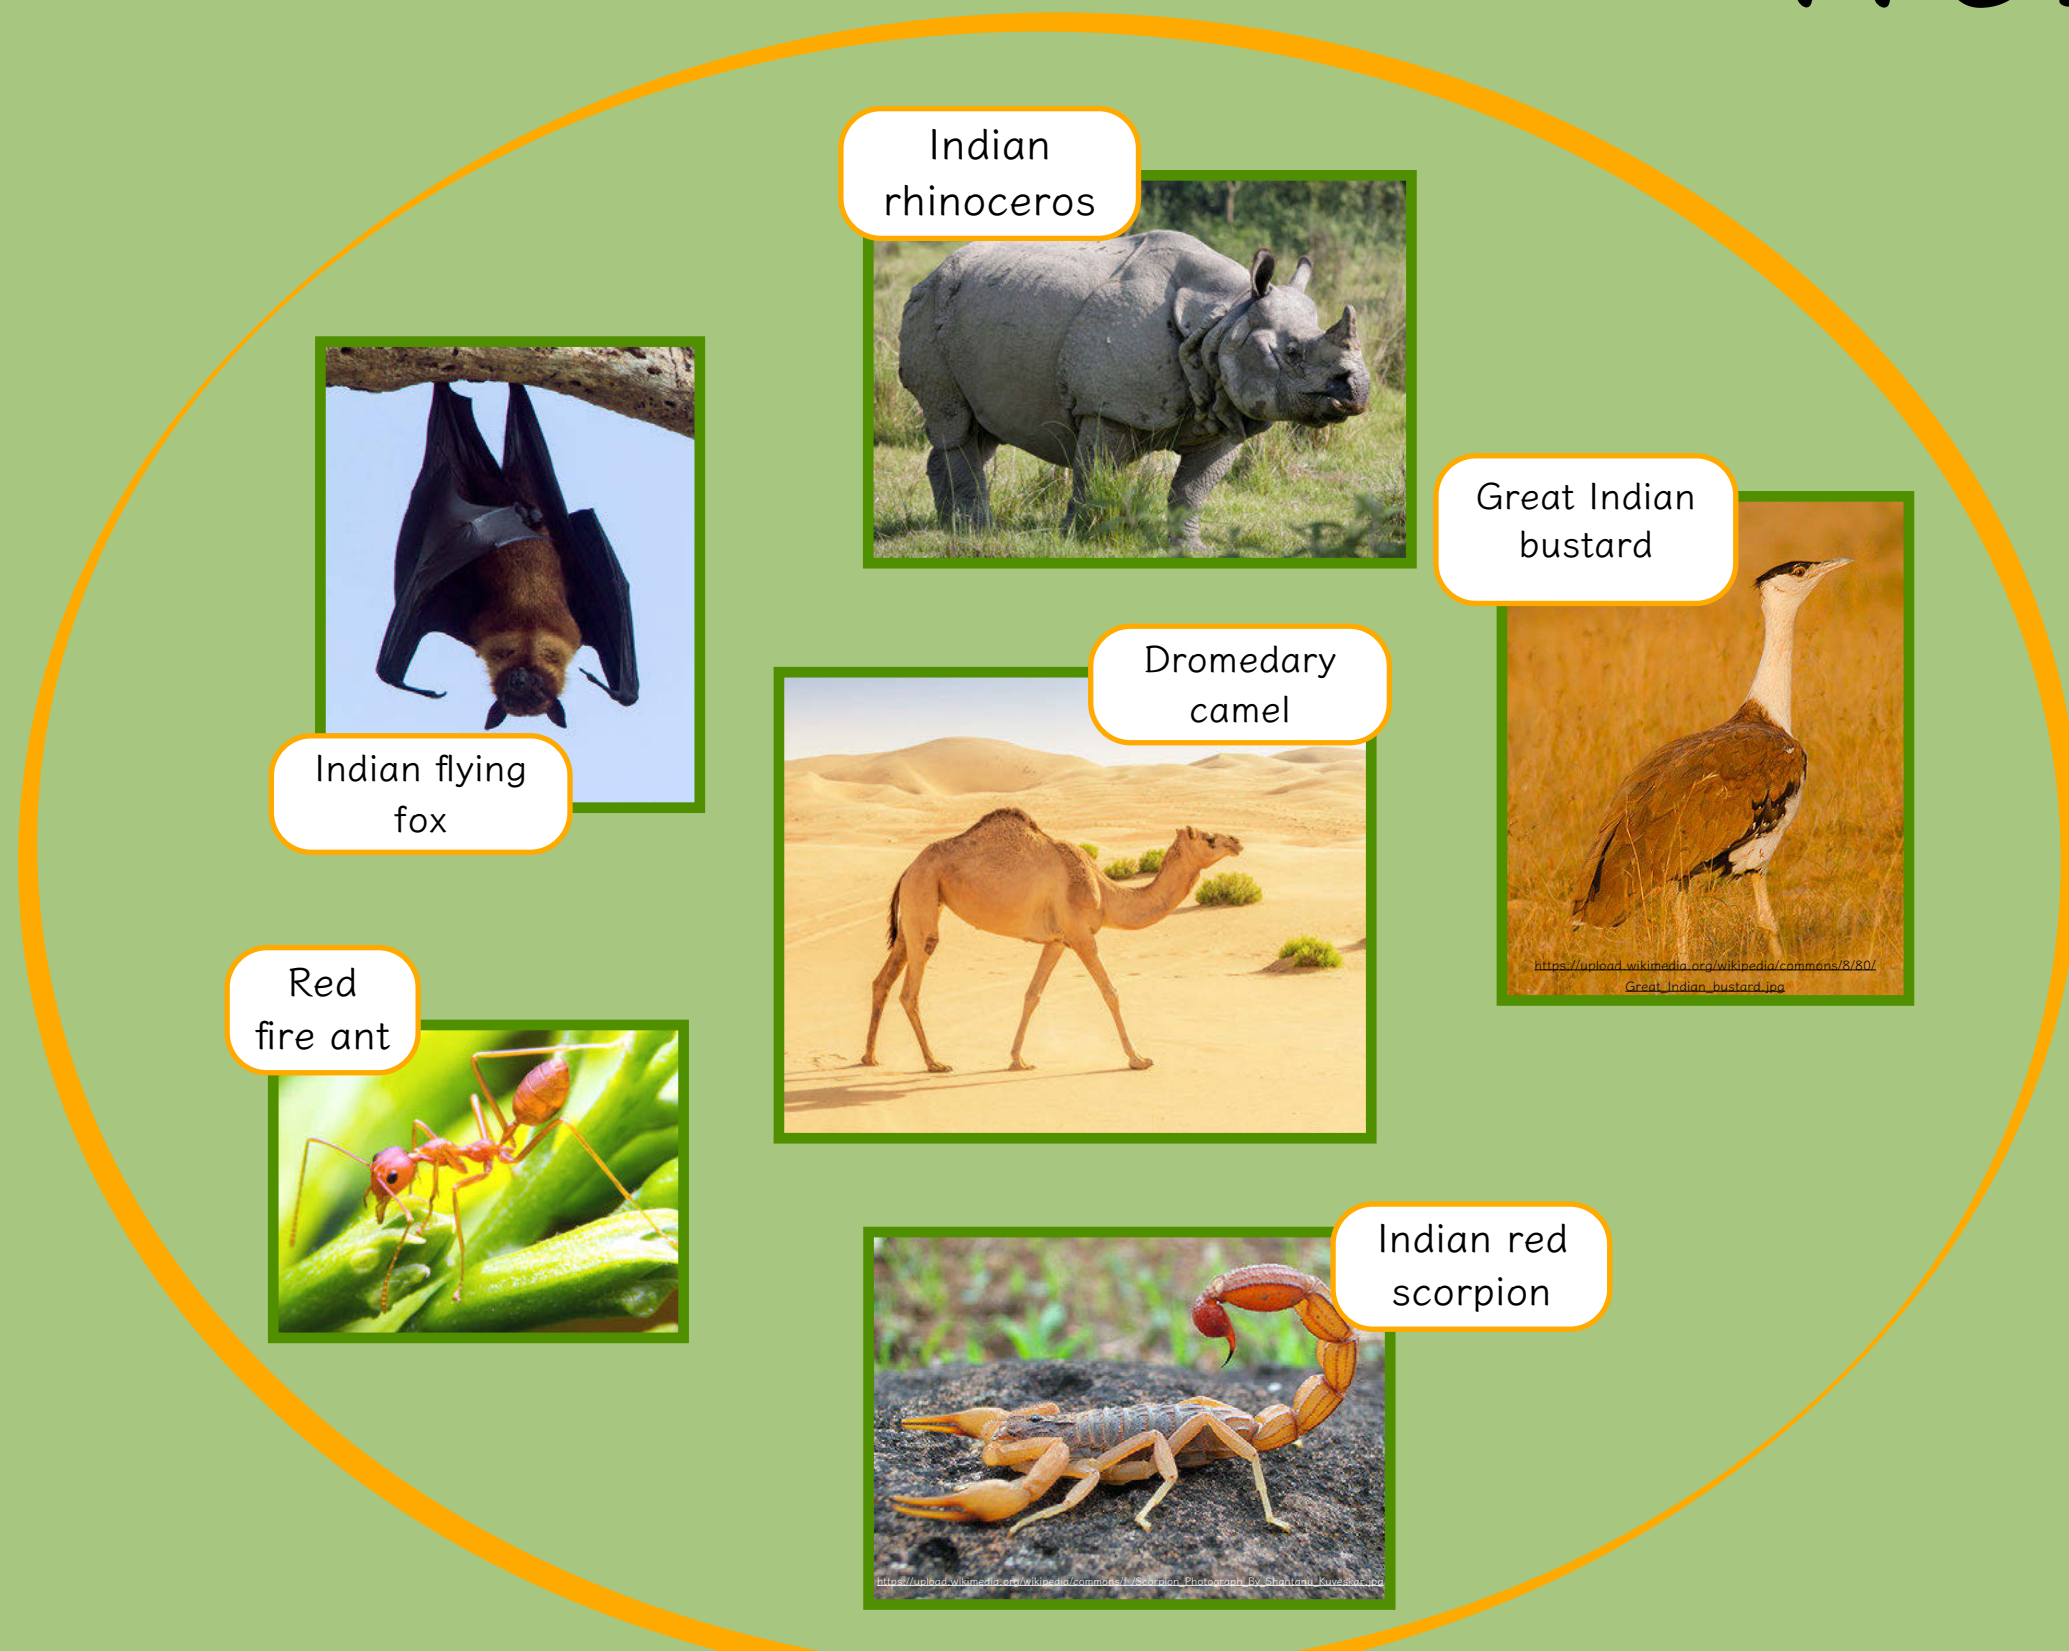 Indian
rhinoceros
Great Indian
bustard
Dromedary
camel
Indian flying
fox
https://upload.wikimedia.org/wikipedia/commons/8/80/
Great_Indian_bustard.jpg
Red
fire ant
Indian red
scorpion